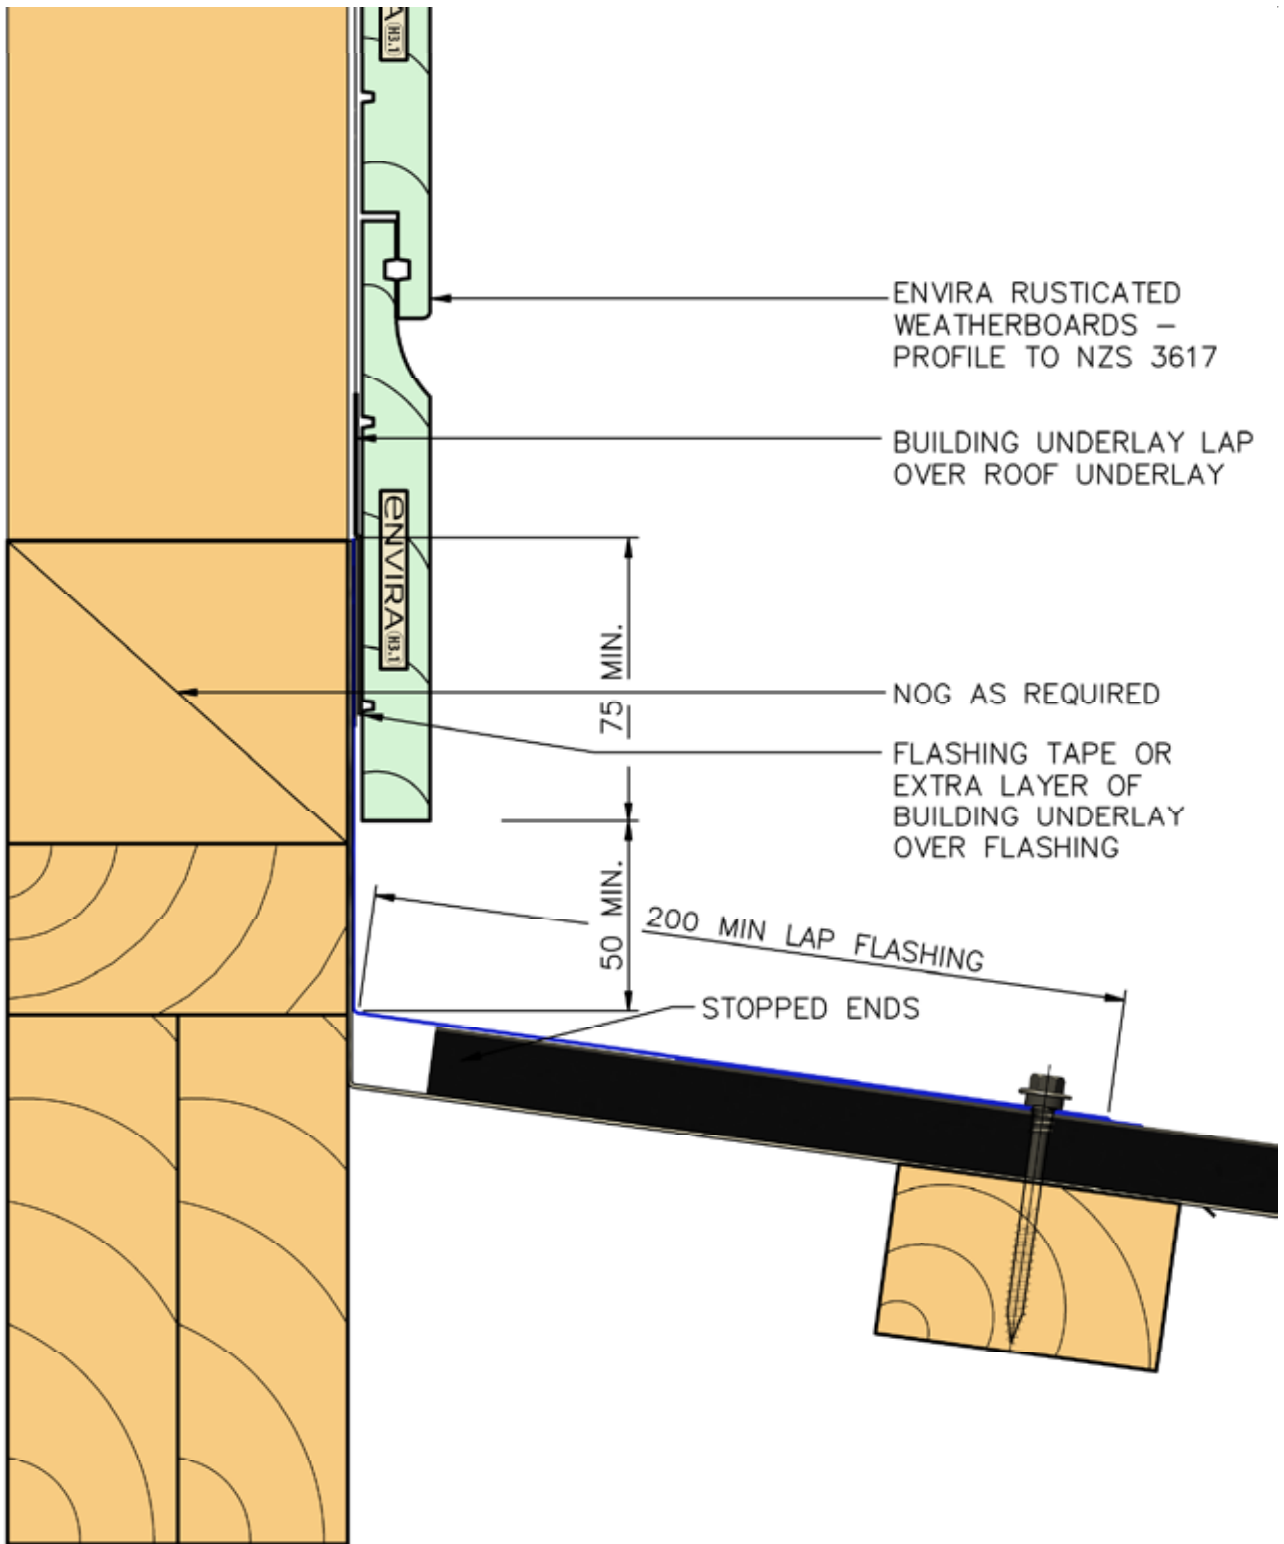 A H3.1
ENVIRA RUSTICATED
WEATHERBOARDS –
PROFILE TO NZS 3617
BUILDING UNDERLAY LAP
OVER ROOF UNDERLAY
ENVIRA H3.1
75 MIN.
NOG AS REQUIRED
FLASHING TAPE OR
EXTRA LAYER OF
BUILDING UNDERLAY
OVER FLASHING
50 MIN.
200 MIN LAP FLASHING
STOPPED ENDS